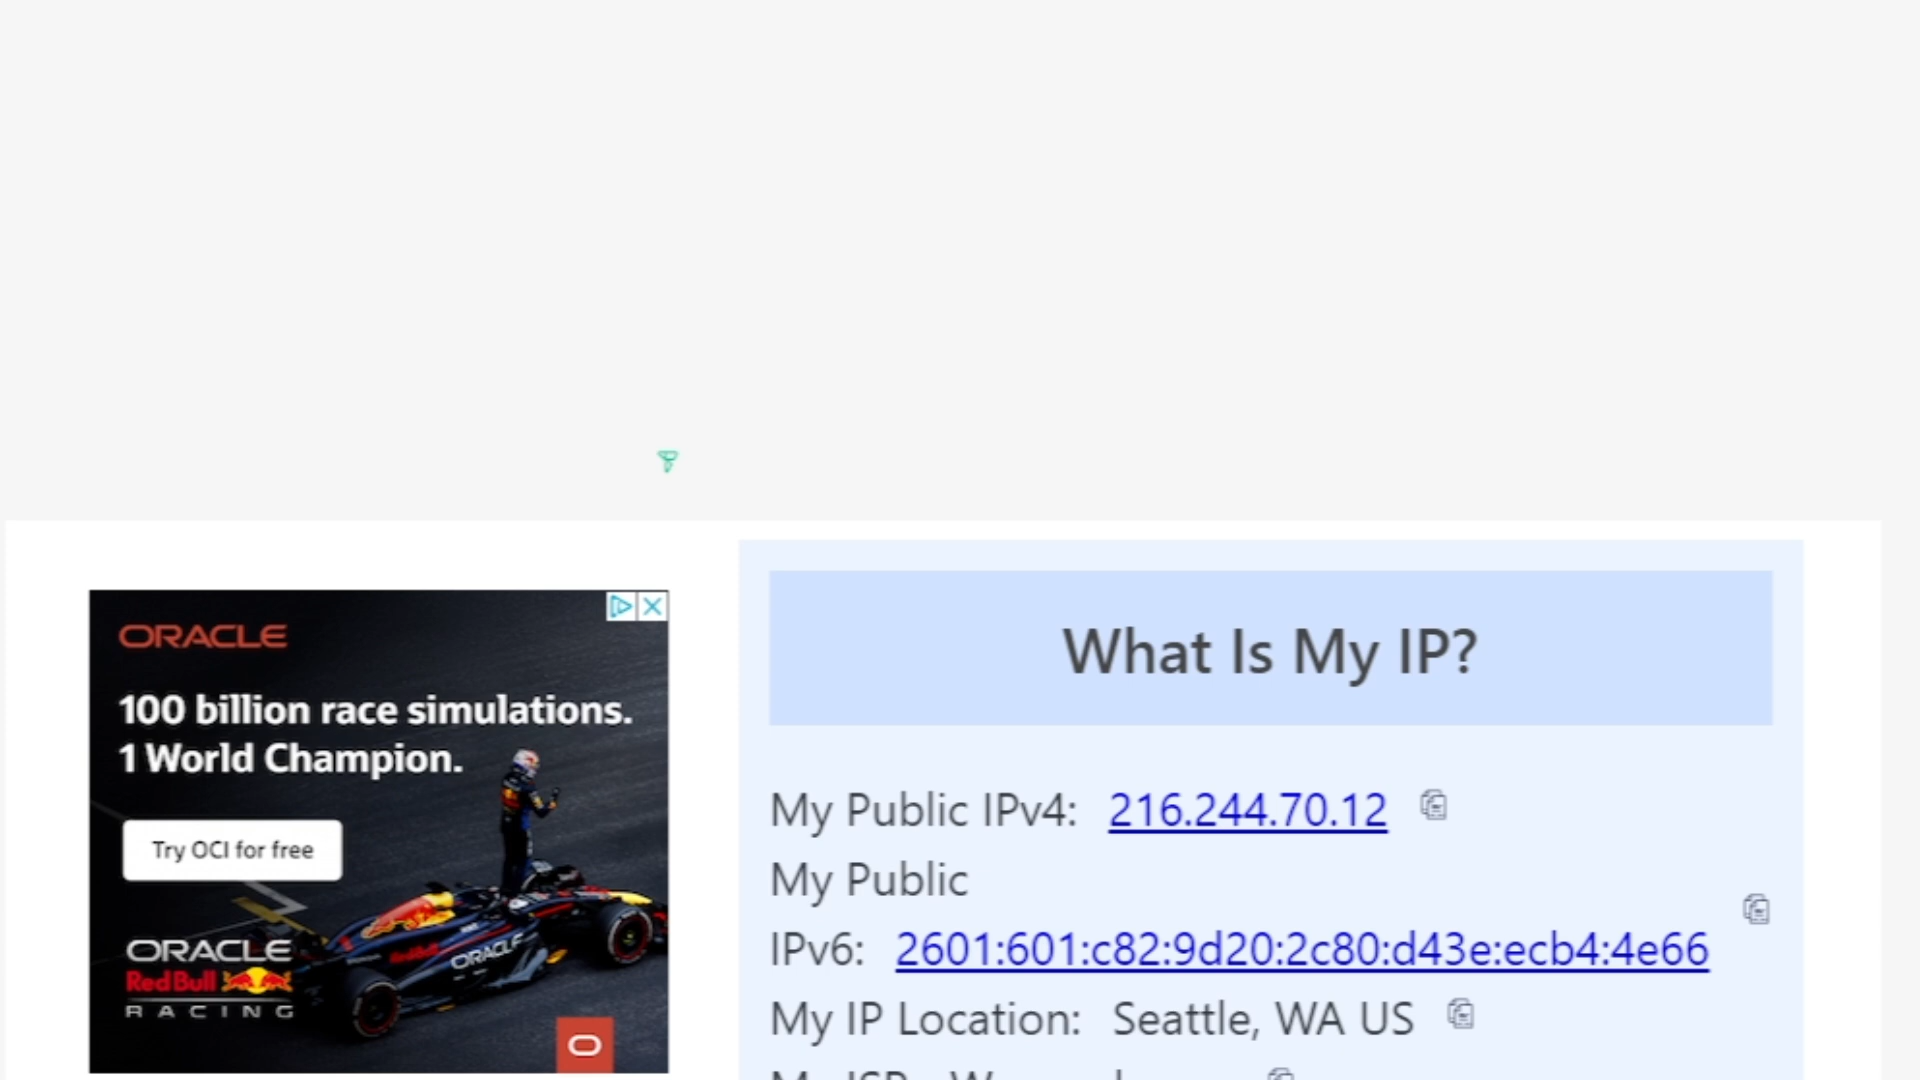 ORACLE
100 billion race simulations.
1 World Champion.
Try OCI for free
ORACLE
Red Bull
RACING
ORACLE
What Is My IP?
My Public IPv4: 216.244.70.12
My Public
IPv6: 2601:601:c82:9d20:2c80:d43e:ecb4:4e66
My IP Location: Seattle, WA US
My ISP